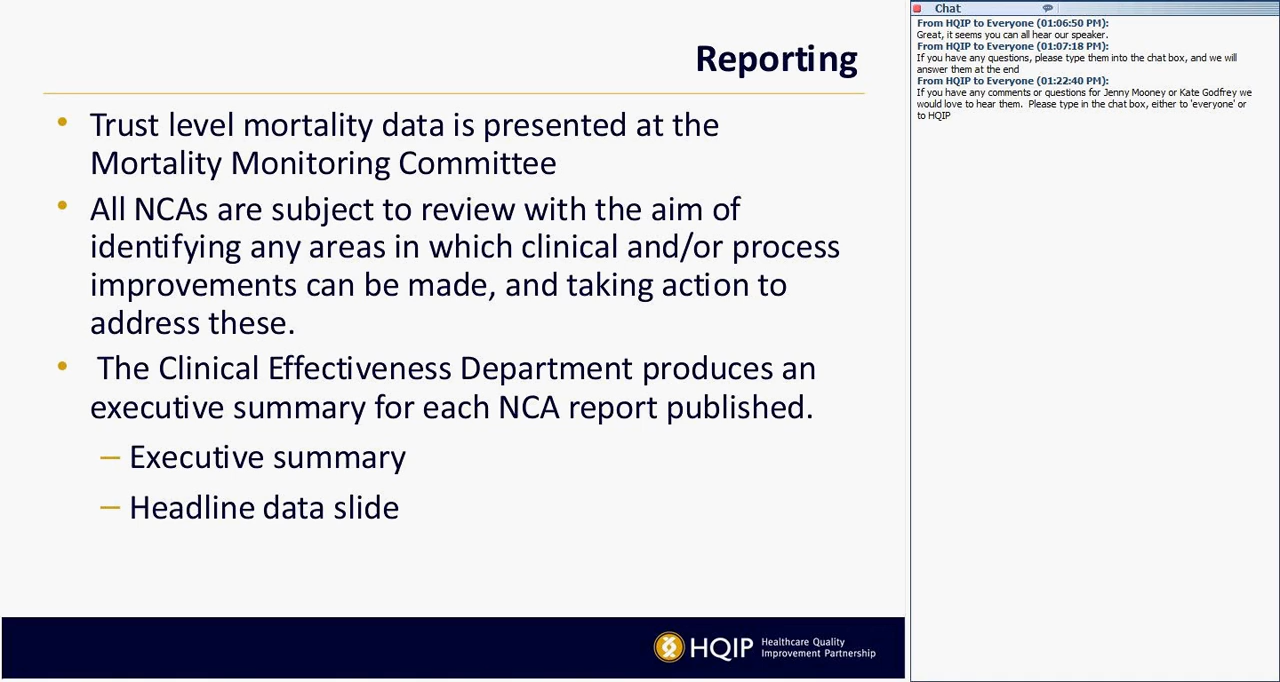 Reporting
• Trust level mortality data is presented at the
Mortality Monitoring Committee
• All NCAs are subject to review with the aim of
identifying any areas in which clinical and/or process
improvements can be made, and taking action to
address these.
• The Clinical Effectiveness Department produces an
executive summary for each NCA report published.
– Executive summary
– Headline data slide
HQIP Healthcare Quality
Improvement Partnership
Chat
From HQIP to Everyone (01:06:50 PM):
Great, it seems you can all hear our speaker.
From HQIP to Everyone (01:07:18 PM):
If you have any questions, please type them into the chat box, and we will
answer them at the end
From HQIP to Everyone (01:22:40 PM):
If you have any comments or questions for Jenny Mooney or Kate Godfrey we
would love to hear them.  Please type in the chat box, either to 'everyone' or
to HQIP